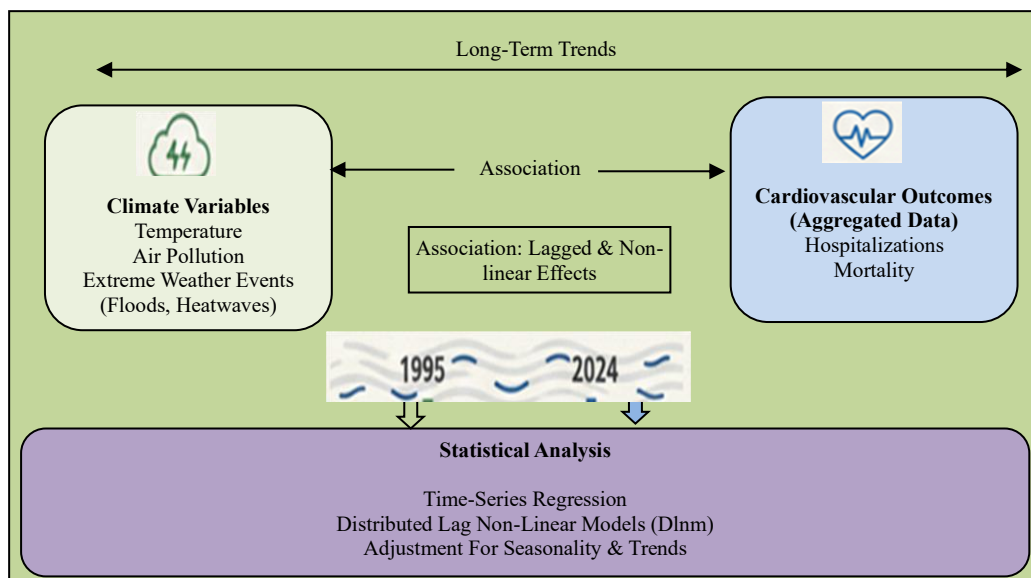 Long-Term Trends
Association
Climate Variables
Temperature
Air Pollution
Extreme Weather Events
(Floods, Heatwaves)
Association: Lagged & Non-
linear Effects
Cardiovascular Outcomes
(Aggregated Data)
Hospitalizations
Mortality
1995
2024
Statistical Analysis
Time-Series Regression
Distributed Lag Non-Linear Models (Dlnm)
Adjustment For Seasonality & Trends